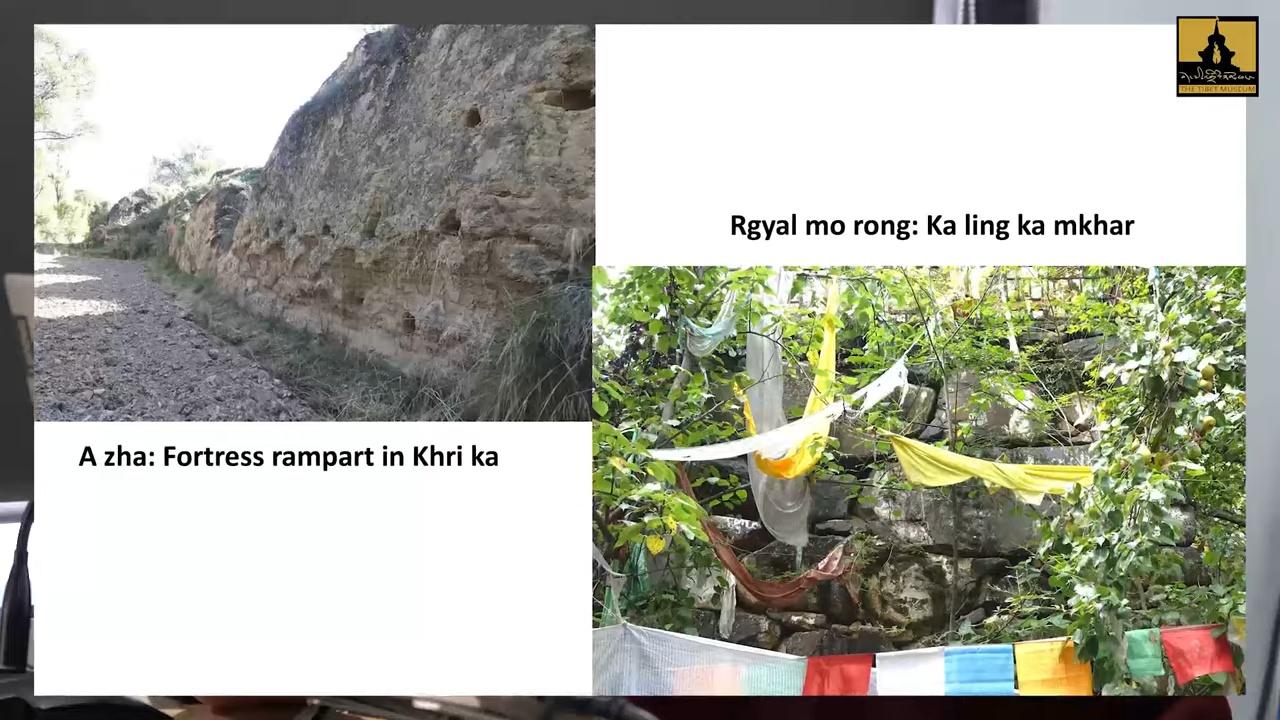 Rgyal mo rong: Ka ling ka mkhar
A zha: Fortress rampart in Khri ka
THE TIBET MUSEUM